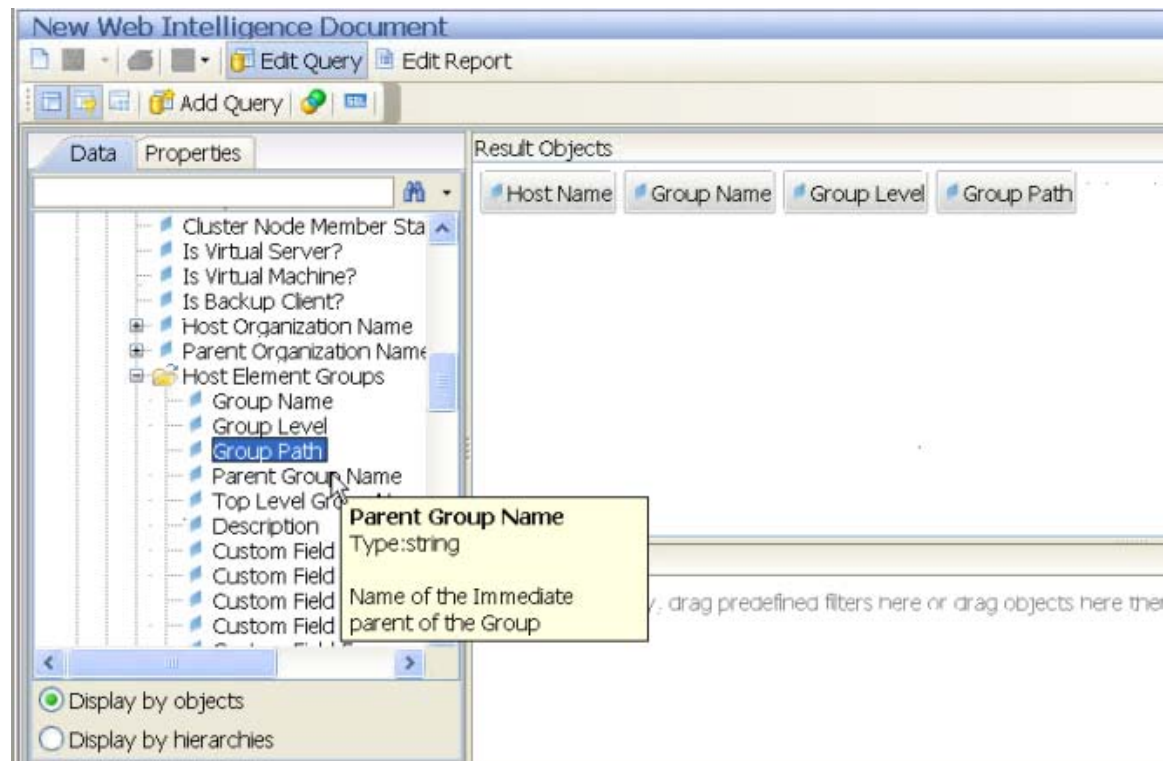 New Web Intelligence Document
Edit Query Edit Report
Add Query
Data Properties
Cluster Node Member Sta
Is Virtual Server?
Is Virtual Machine?
Is Backup Client?
Host Organization Name
Parent Organization Name
Host Element Groups
Group Name
Group Level
Group Path
Parent Group Name
Top Level Gro
Description
Custom Field
Custom Field
Custom Field
Custom Field
Display by objects
Display by hierarchies
Result Objects
Host Name Group Name Group Level Group Path
Parent Group Name
Type:string
Name of the Immediate
parent of the Group
, drag predefined filters here or drag objects here then